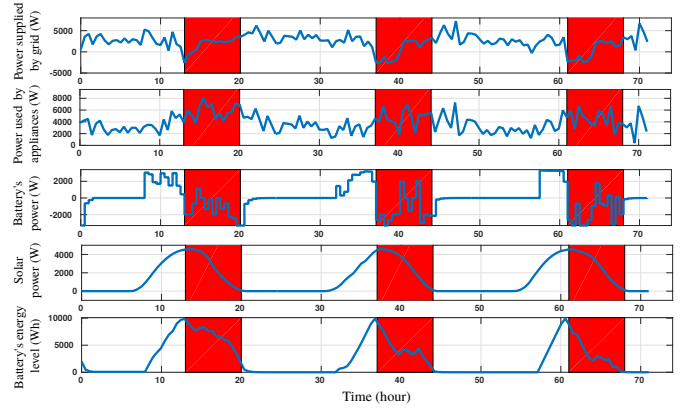 Power supplied
by grid (W)
5000
0
-5000
0 10 20 30 40 50 60 70
Power used by
appliances (W)
8000
6000
4000
2000
0
0 10 20 30 40 50 60 70
Battery's
power (W)
2000
0
-2000
0 10 20 30 40 50 60 70
Solar
power (W)
4000
2000
0
0 10 20 30 40 50 60 70
Battery's energy
level (Wh)
10000
5000
0
0 10 20 30 40 50 60 70
Time (hour)